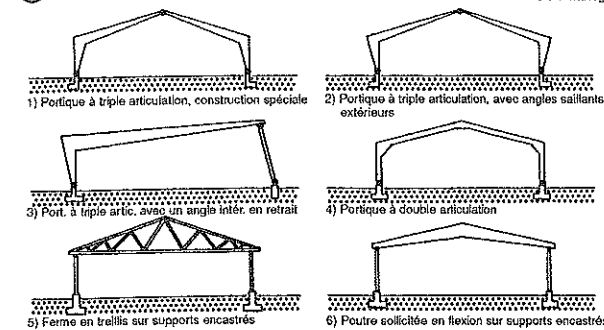 1) Portique à triple articulation, construction spéciale
2) Portique à triple articulation, avec angles saillants
extérieurs
3) Port. à triple artic. avec un angle intér. en retrait
4) Portique à double articulation
5) Ferme en treillis sur supports encastrés
6) Poutre sollicitée en flexion sur supports encastrés